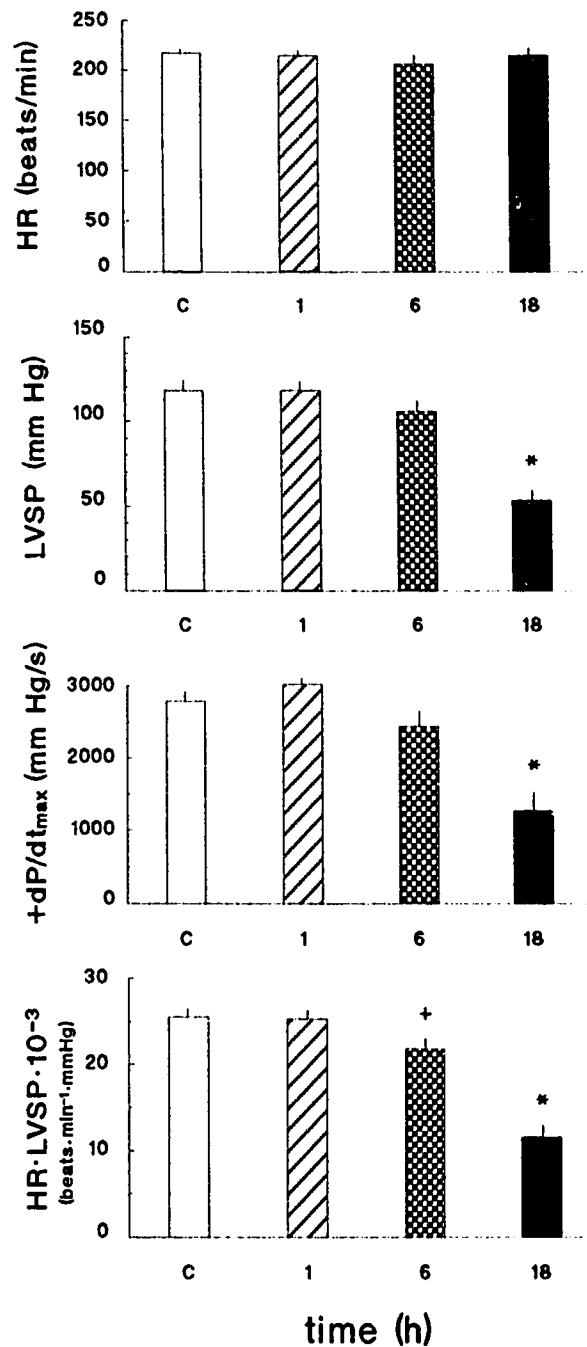 HR (beats/min)
250
200
150
100
50
0
C 1 6 18
LVSP (mm Hg)
150
100
50
0
*
C 1 6 18
+dP/dtmax (mm Hg/s)
3000
2000
1000
0
*
C 1 6 18
HR·LVSP·10⁻³
(beats·min⁻¹·mmHg)
30
20
10
0
+
*
C 1 6 18
time (h)